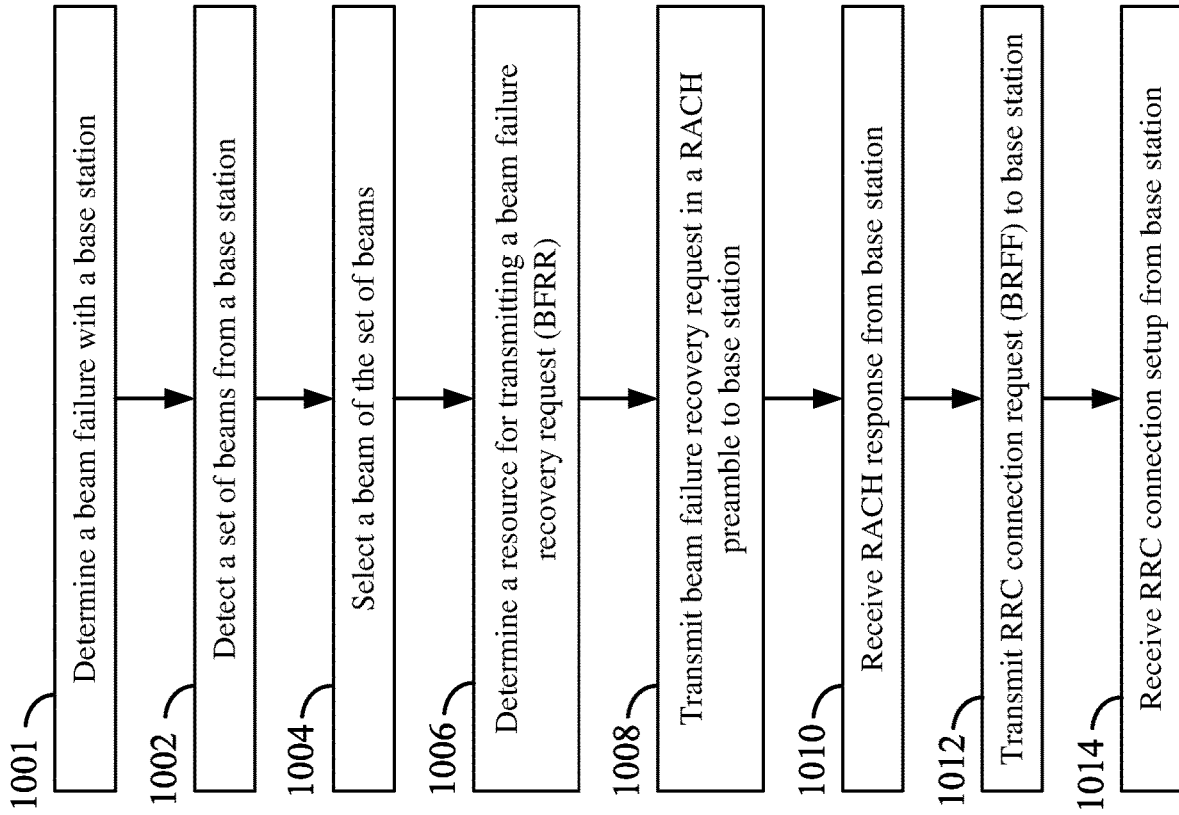 1001
Determine a beam failure with a base station
1002
Detect a set of beams from a base station
1004
Select a beam of the set of beams
1006
Determine a resource for transmitting a beam failure
recovery request (BFRR)
1008
Transmit beam failure recovery request in a RACH
preamble to base station
1010
Receive RACH response from base station
1012
Transmit RRC connection request (BRFF) to base station
1014
Receive RRC connection setup from base station